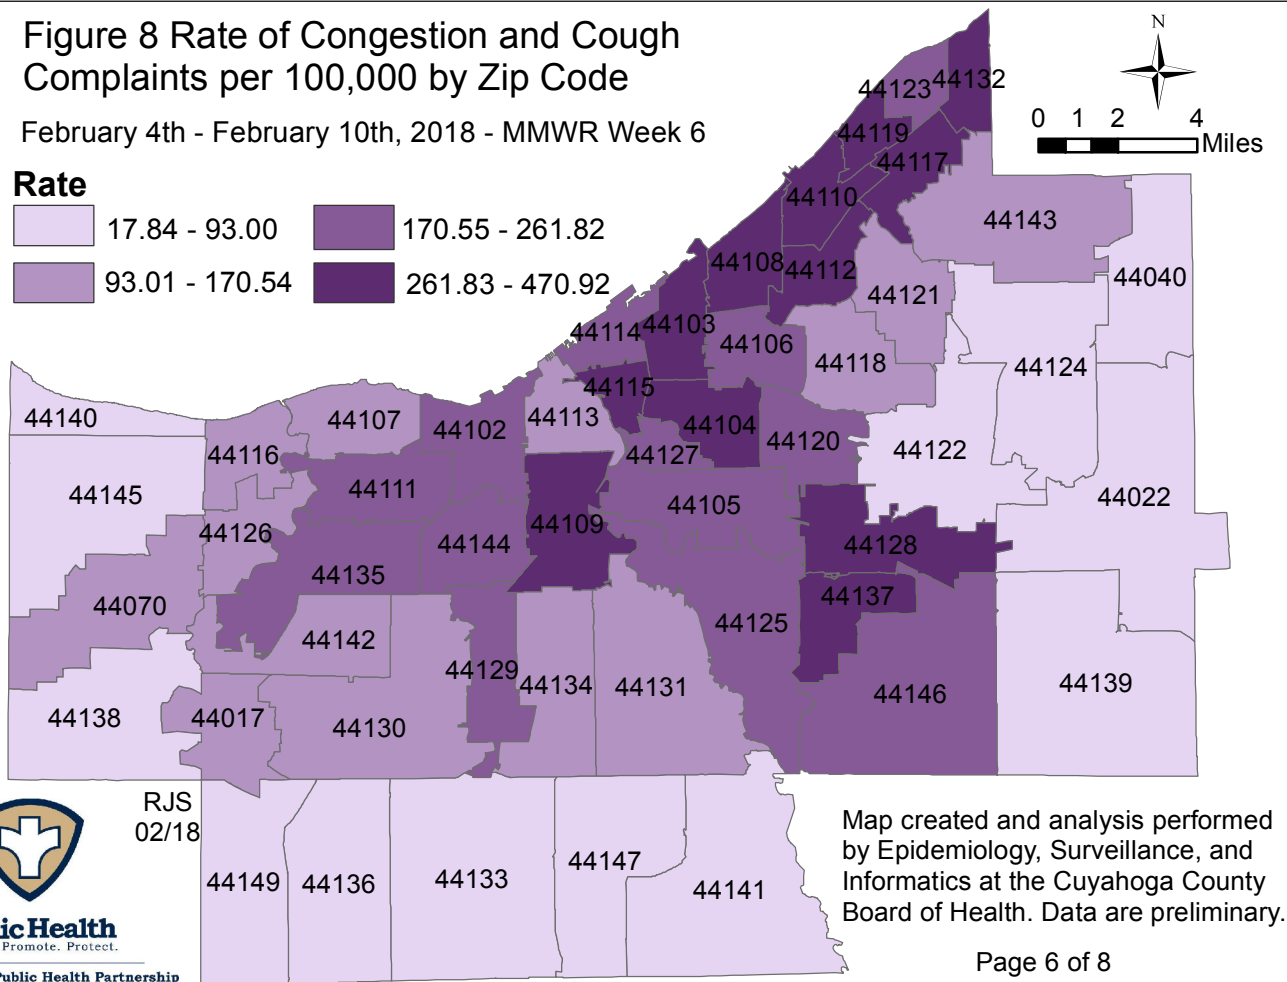 Figure 8 Rate of Congestion and Cough
Complaints per 100,000 by Zip Code
February 4th - February 10th, 2018 - MMWR Week 6
N
0 1 2 4
Miles
Rate
17.84 - 93.00
170.55 - 261.82
93.01 - 170.54
261.83 - 470.92
44132
44123
44119
44117
44110
44143
44108
44112
44040
44121
44114
44103
44106
44118
44124
44115
44140
44107
44102
44113
44104
44120
44122
44116
44127
44111
44145
44105
44022
44126
44109
44144
44128
44135
44070
44137
44142
44125
44129
44134
44131
44146
44139
44138
44017
44130
RJS
02/18
44149
44136
44133
44147
44141
ic Health
Promote. Protect.
Public Health Partnership
Map created and analysis performed
by Epidemiology, Surveillance, and
Informatics at the Cuyahoga County
Board of Health. Data are preliminary.
Page 6 of 8